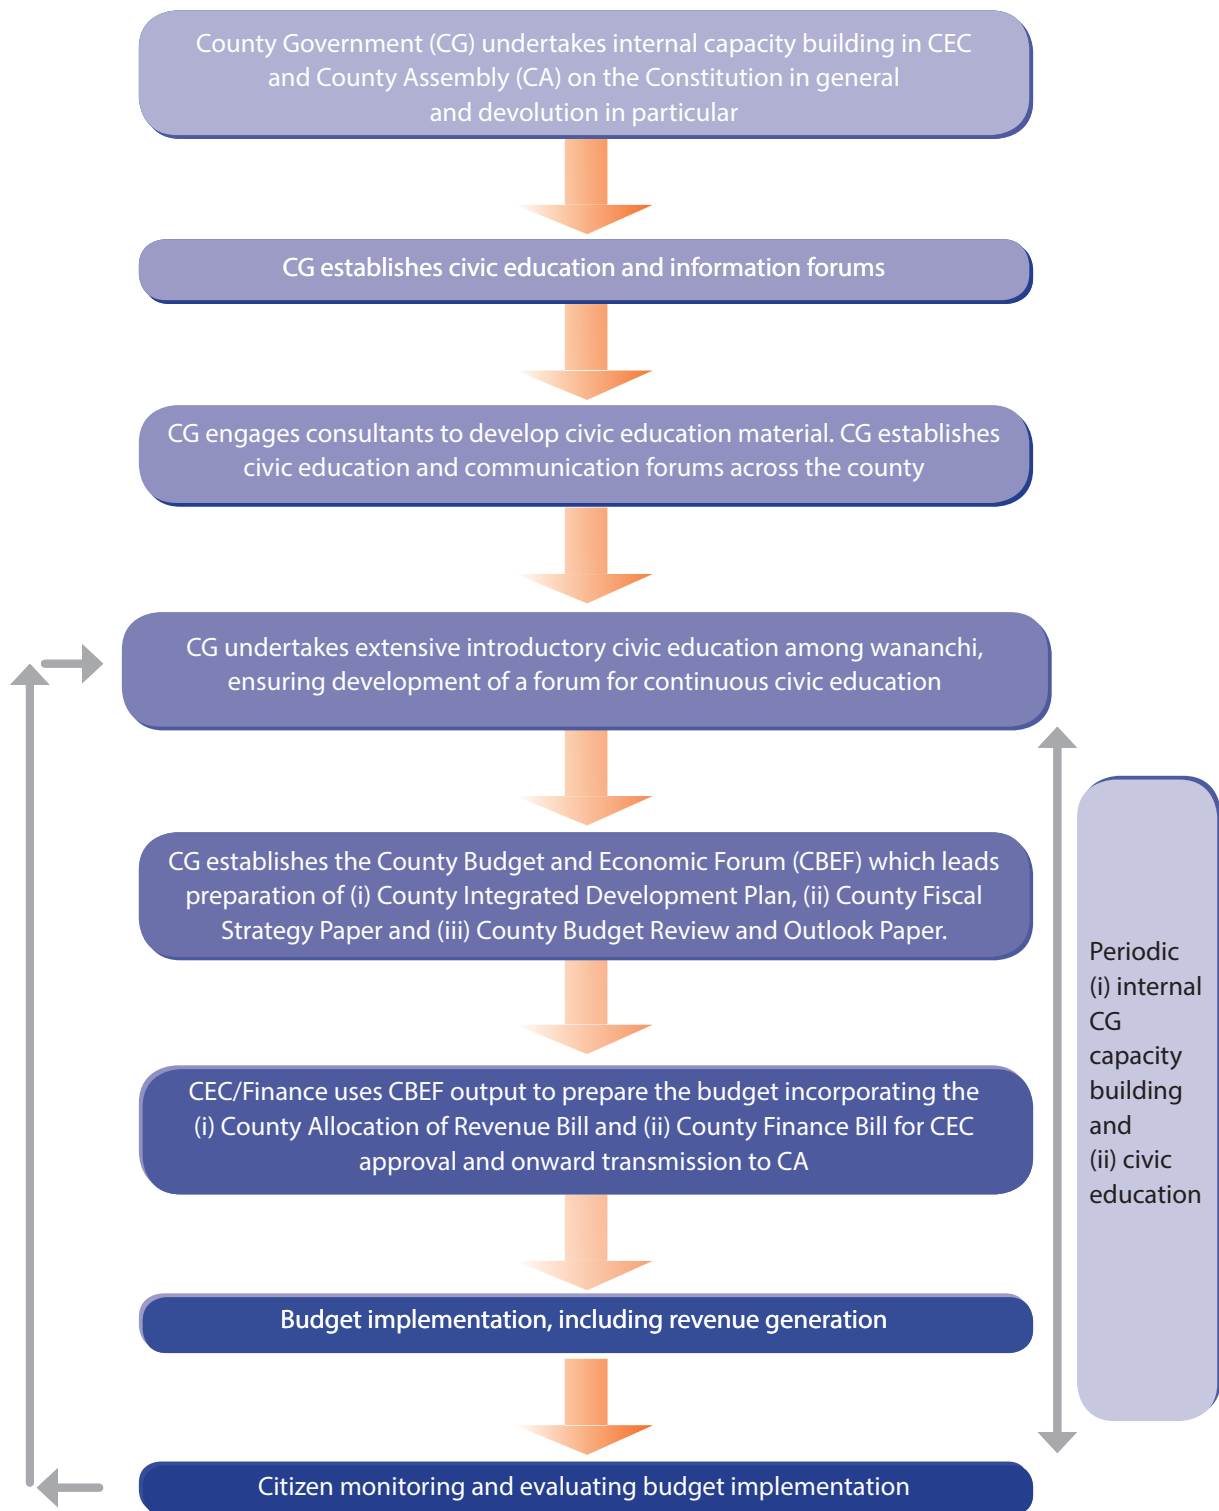 County Government (CG) undertakes internal capacity building in CEC
and County Assembly (CA) on the Constitution in general
and devolution in particular
CG establishes civic education and information forums
CG engages consultants to develop civic education material. CG establishes
civic education and communication forums across the county
CG undertakes extensive introductory civic education among wananchi,
ensuring development of a forum for continuous civic education
CG establishes the County Budget and Economic Forum (CBEF) which leads
preparation of (i) County Integrated Development Plan, (ii) County Fiscal
Strategy Paper and (iii) County Budget Review and Outlook Paper.
CEC/Finance uses CBEF output to prepare the budget incorporating the
(i) County Allocation of Revenue Bill and (ii) County Finance Bill for CEC
approval and onward transmission to CA
Budget implementation, including revenue generation
Citizen monitoring and evaluating budget implementation
Periodic
(i) internal
CG
capacity
building
and
(ii) civic
education